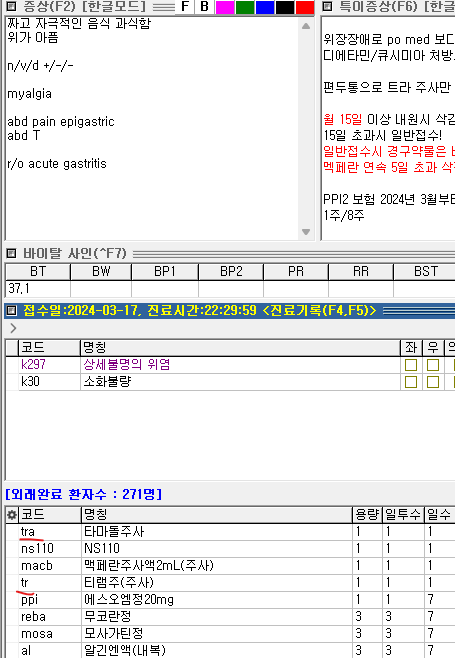 증상(F2) [한글모드] F B
짜고 자극적인 음식 과식함
위가 아픔
n/v/d +/-/-
myalgia
abd pain epigastric
abd T
r/o acute gastritis
특이증상(F6) [한글
위장장애로 po med 보디
디에타민/큐시미아 처방.
편두통으로 트라 주사만
월 15일 이상 내원시 삭감
15일 초과시 일반접수!
일반접수시 경구약물은
멕페란 연속 5일 초과 삭
PPI2 보험 2024년 3월부터
1주/8주
바이탈 사인(^F7)
BT BW BP1 BP2 PR RR BST
37.1
접수일:2024-03-17, 진료시간:22:29:59 <진료기록(F4,F5)>
코드 명칭 좌 우
k297 상세불명의 위염
k30 소화불량
[외래완료 환자수 : 271명]
코드 명칭 용량 일투수 일수
tra 타마돌주사 1 1 1
ns110 NS110 1 1 1
macb 맥페란주사액2mL(주사) 1 1 1
tr 티램주(주사) 1 1 1
ppi 에스오엠정20mg 1 1 7
reba 무코란정 3 3 7
mosa 모사가틴정 3 3 7
al 알긴엔액(내복) 3 3 7